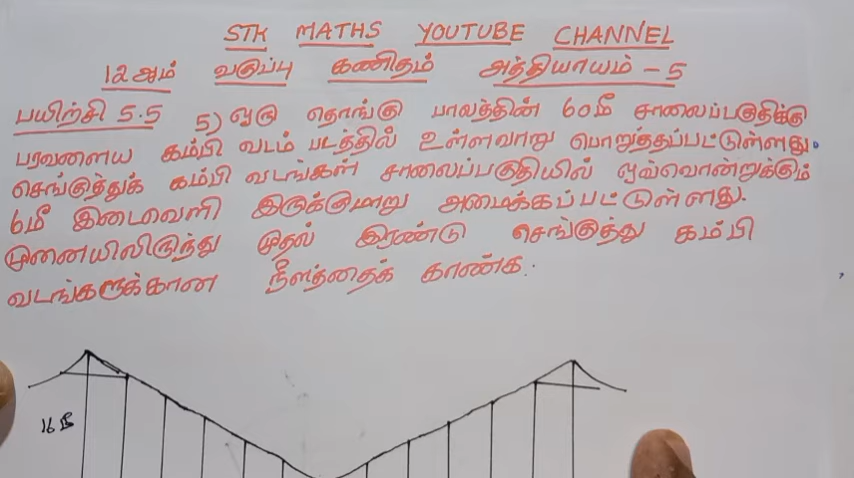 STK MATHS YOUTUBE CHANNEL
12 ஆம் வகுப்பு கணிதம் அத்தியாயம் - 5
பயிற்சி 5.5 5) ஒரு தொங்கு பாலத்தின் 60மீ சாலைப்பகுதிக்கு
பரவளைய கம்பி வடம் படத்தில் உள்ளவாறு பொறுத்தப்பட்டுள்ளது.
செங்குத்துக் கம்பி வடங்கள் சாலைப்பகுதியில் ஒவ்வொன்றுக்கும்
6மீ இடைவெளி இருக்குமாறு அமைக்கப்பட்டுள்ளது.
முனையிலிருந்து முதல் இரண்டு செங்குத்து கம்பி
வடங்களுக்கான நீளத்தைக் காண்க.
16மீ